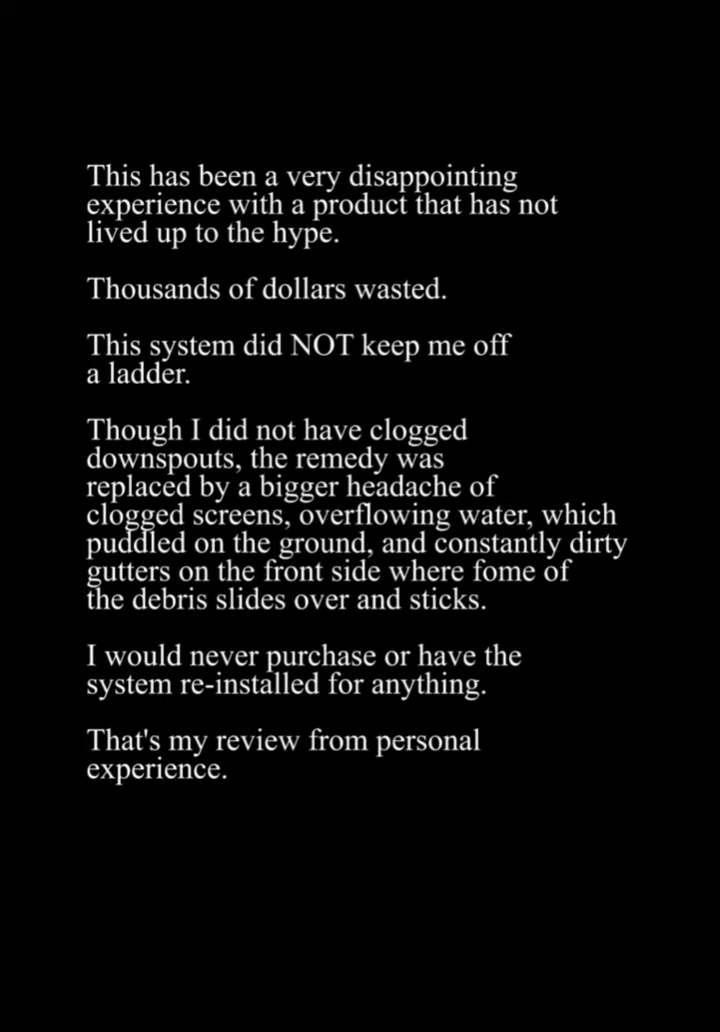 This has been a very disappointing
experience with a product that has not
lived up to the hype.
Thousands of dollars wasted.
This system did NOT keep me off
a ladder.
Though I did not have clogged
downspouts, the remedy was
replaced by a bigger headache of
clogged screens, overflowing water, which
puddled on the ground, and constantly dirty
gutters on the front side where fome of
the debris slides over and sticks.
I would never purchase or have the
system re-installed for anything.
That's my review from personal
experience.